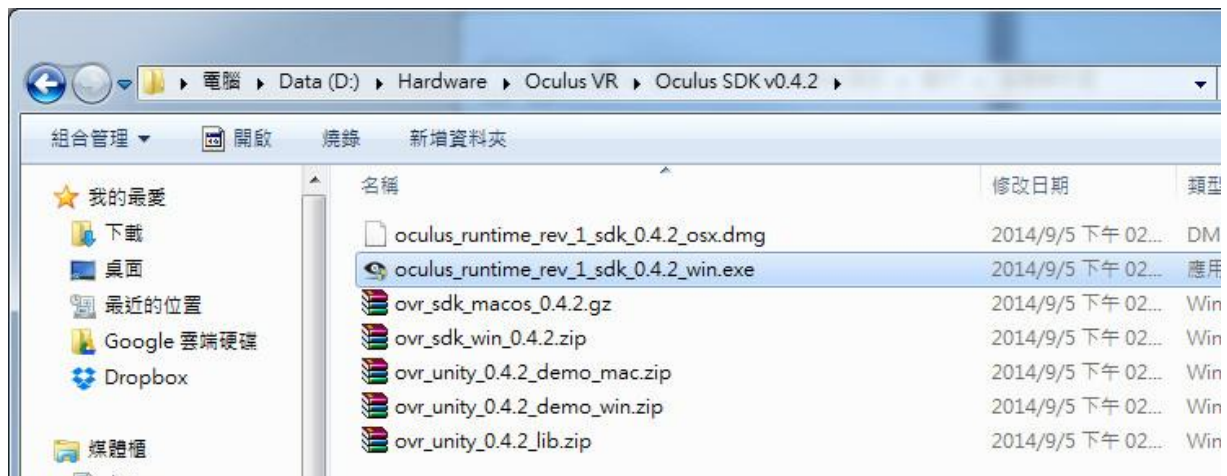 電腦 Data (D:) Hardware Oculus VR Oculus SDK v0.4.2
組合管理 開啟 燒錄 新增資料夾
我的最愛
下載
桌面
最近的位置
Google 雲端硬碟
Dropbox
媒體櫃
名稱 修改日期 類型
oculus_runtime_rev_1_sdk_0.4.2_osx.dmg 2014/9/5 下午 02... DM
oculus_runtime_rev_1_sdk_0.4.2_win.exe 2014/9/5 下午 02... 應用
ovr_sdk_macos_0.4.2.gz 2014/9/5 下午 02... Win
ovr_sdk_win_0.4.2.zip 2014/9/5 下午 02... Win
ovr_unity_0.4.2_demo_mac.zip 2014/9/5 下午 02... Win
ovr_unity_0.4.2_demo_win.zip 2014/9/5 下午 02... Win
ovr_unity_0.4.2_lib.zip 2014/9/5 下午 02... Win